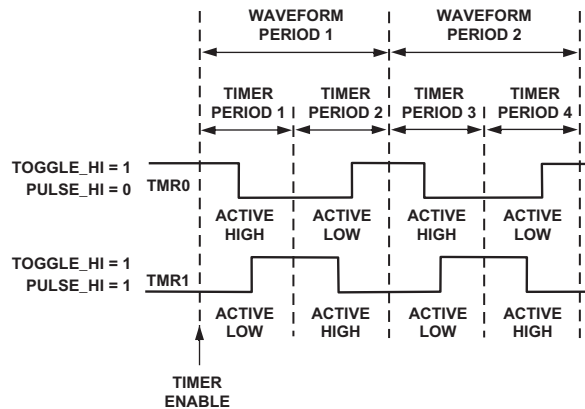 WAVEFORM
PERIOD 1
WAVEFORM
PERIOD 2
TIMER
PERIOD 1
TIMER
PERIOD 2
TIMER
PERIOD 3
TIMER
PERIOD 4
TOGGLE_HI = 1
PULSE_HI = 0
TMR0
ACTIVE
HIGH
ACTIVE
LOW
ACTIVE
HIGH
ACTIVE
LOW
TOGGLE_HI = 1
PULSE_HI = 1
TMR1
ACTIVE
LOW
ACTIVE
HIGH
ACTIVE
LOW
ACTIVE
HIGH
TIMER
ENABLE